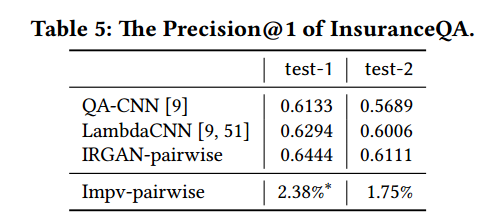 Table 5: The Precision@1 of InsuranceQA.
test-1 test-2
QA-CNN [9] 0.6133 0.5689
LambdaCNN [9, 51] 0.6294 0.6006
IRGAN-pairwise 0.6444 0.6111
Impv-pairwise 2.38%* 1.75%